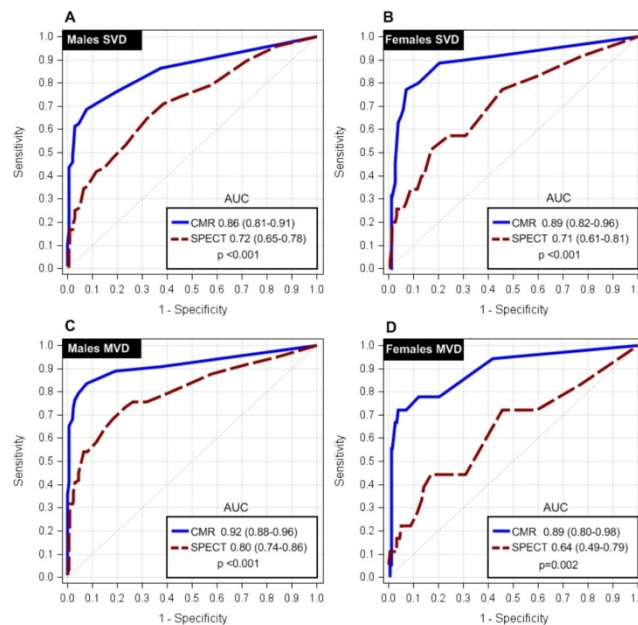 A
Males SVD
1.0
0.9
0.8
0.7
0.6
0.5
0.4
0.3
0.2
0.1
0.0
Sensitivity
AUC
CMR 0.86 (0.81-0.91)
SPECT 0.72 (0.65-0.78)
p <.001
0.0 0.1 0.2 0.3 0.4 0.5 0.6 0.7 0.8 0.9 1.0
1 - Specificity
B
Females SVD
1.0
0.9
0.8
0.7
0.6
0.5
0.4
0.3
0.2
0.1
0.0
Sensitivity
AUC
CMR 0.89 (0.82-0.96)
SPECT 0.71 (0.61-0.81)
p <.001
0.0 0.1 0.2 0.3 0.4 0.5 0.6 0.7 0.8 0.9 1.0
1 - Specificity
C
Males MVD
1.0
0.9
0.8
0.7
0.6
0.5
0.4
0.3
0.2
0.1
0.0
Sensitivity
AUC
CMR 0.92 (0.88-0.96)
SPECT 0.80 (0.74-0.86)
p <.001
0.0 0.1 0.2 0.3 0.4 0.5 0.6 0.7 0.8 0.9 1.0
1 - Specificity
D
Females MVD
1.0
0.9
0.8
0.7
0.6
0.5
0.4
0.3
0.2
0.1
0.0
Sensitivity
AUC
CMR 0.89 (0.80-0.98)
SPECT 0.64 (0.49-0.79)
p=0.002
0.0 0.1 0.2 0.3 0.4 0.5 0.6 0.7 0.8 0.9 1.0
1 - Specificity